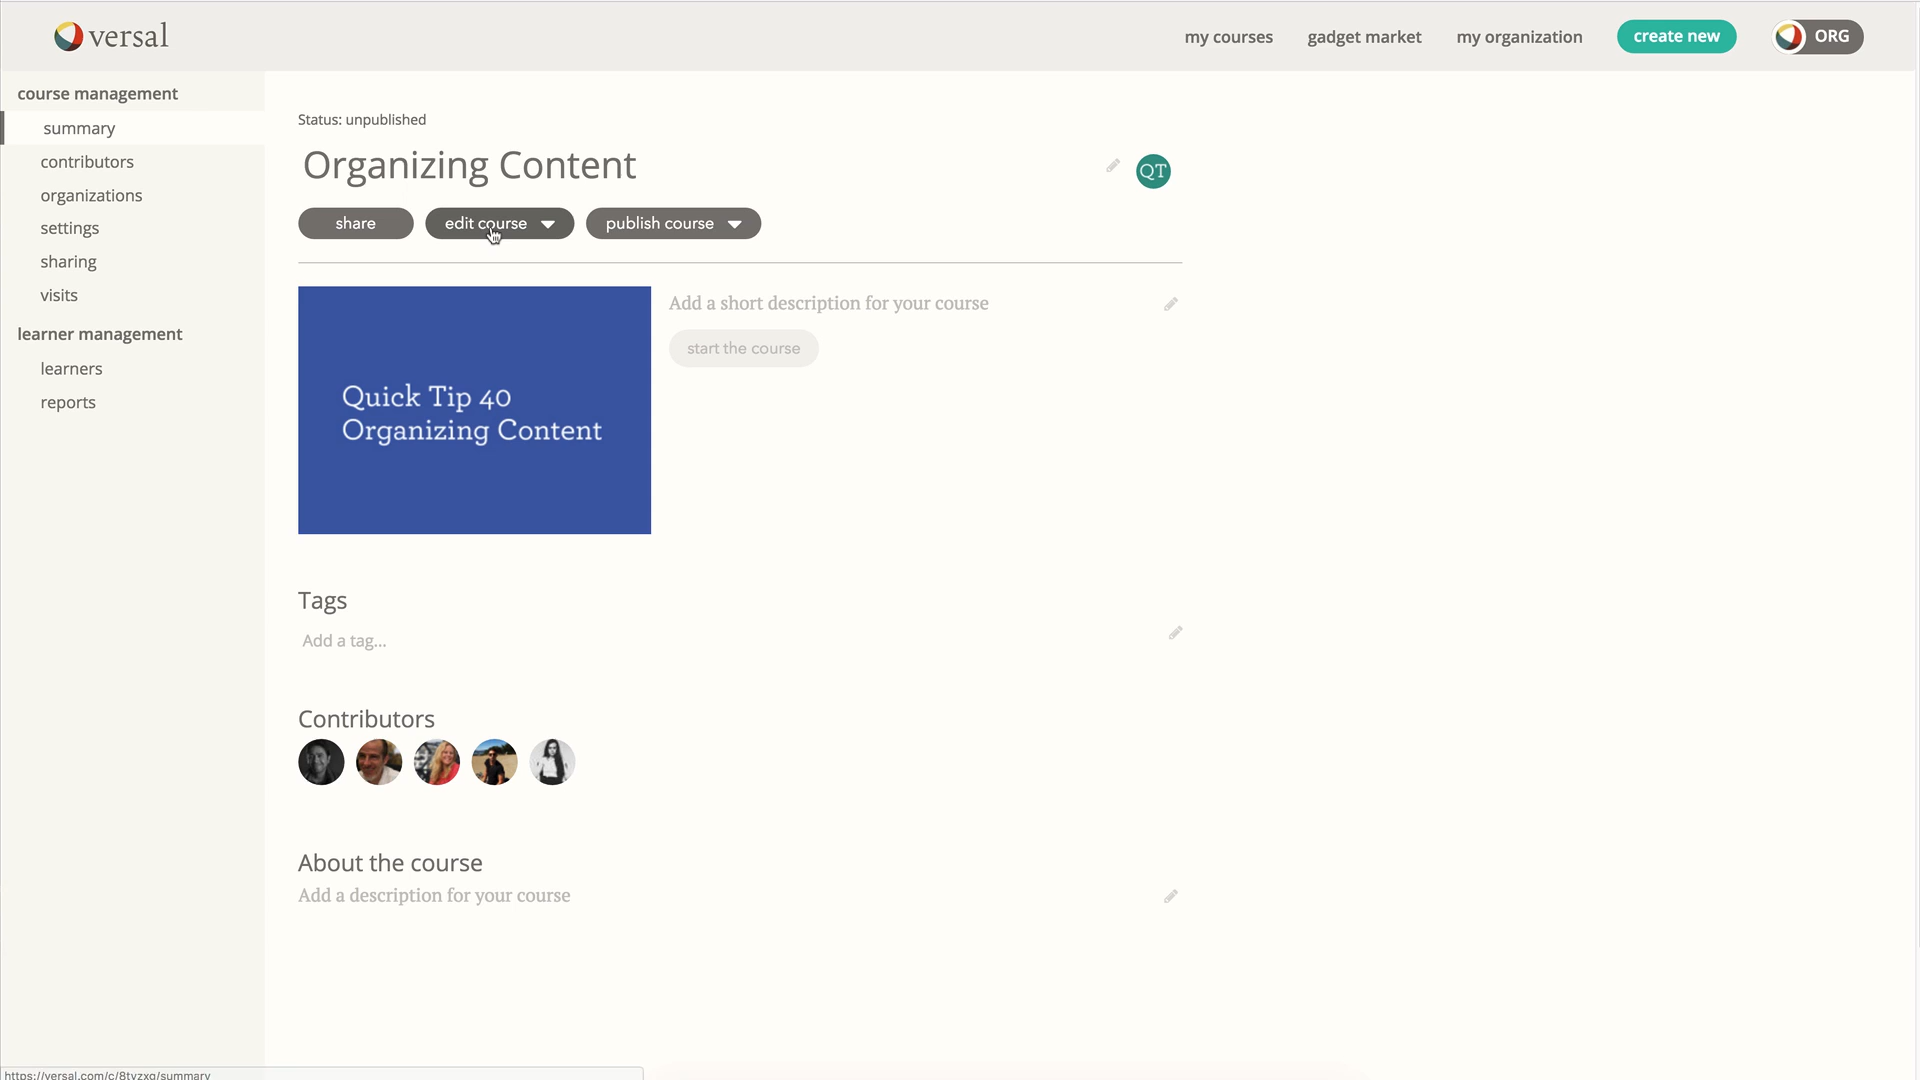 versal
my courses
gadget market
my organization
create new
ORG
course management
summary
contributors
organizations
settings
sharing
visits
learner management
learners
reports
Status: unpublished
Organizing Content
QT
share
edit course
publish course
Quick Tip 40
Organizing Content
Add a short description for your course
start the course
Tags
Add a tag...
Contributors
About the course
Add a description for your course
https://versal.com/c/8tyzxq/summary